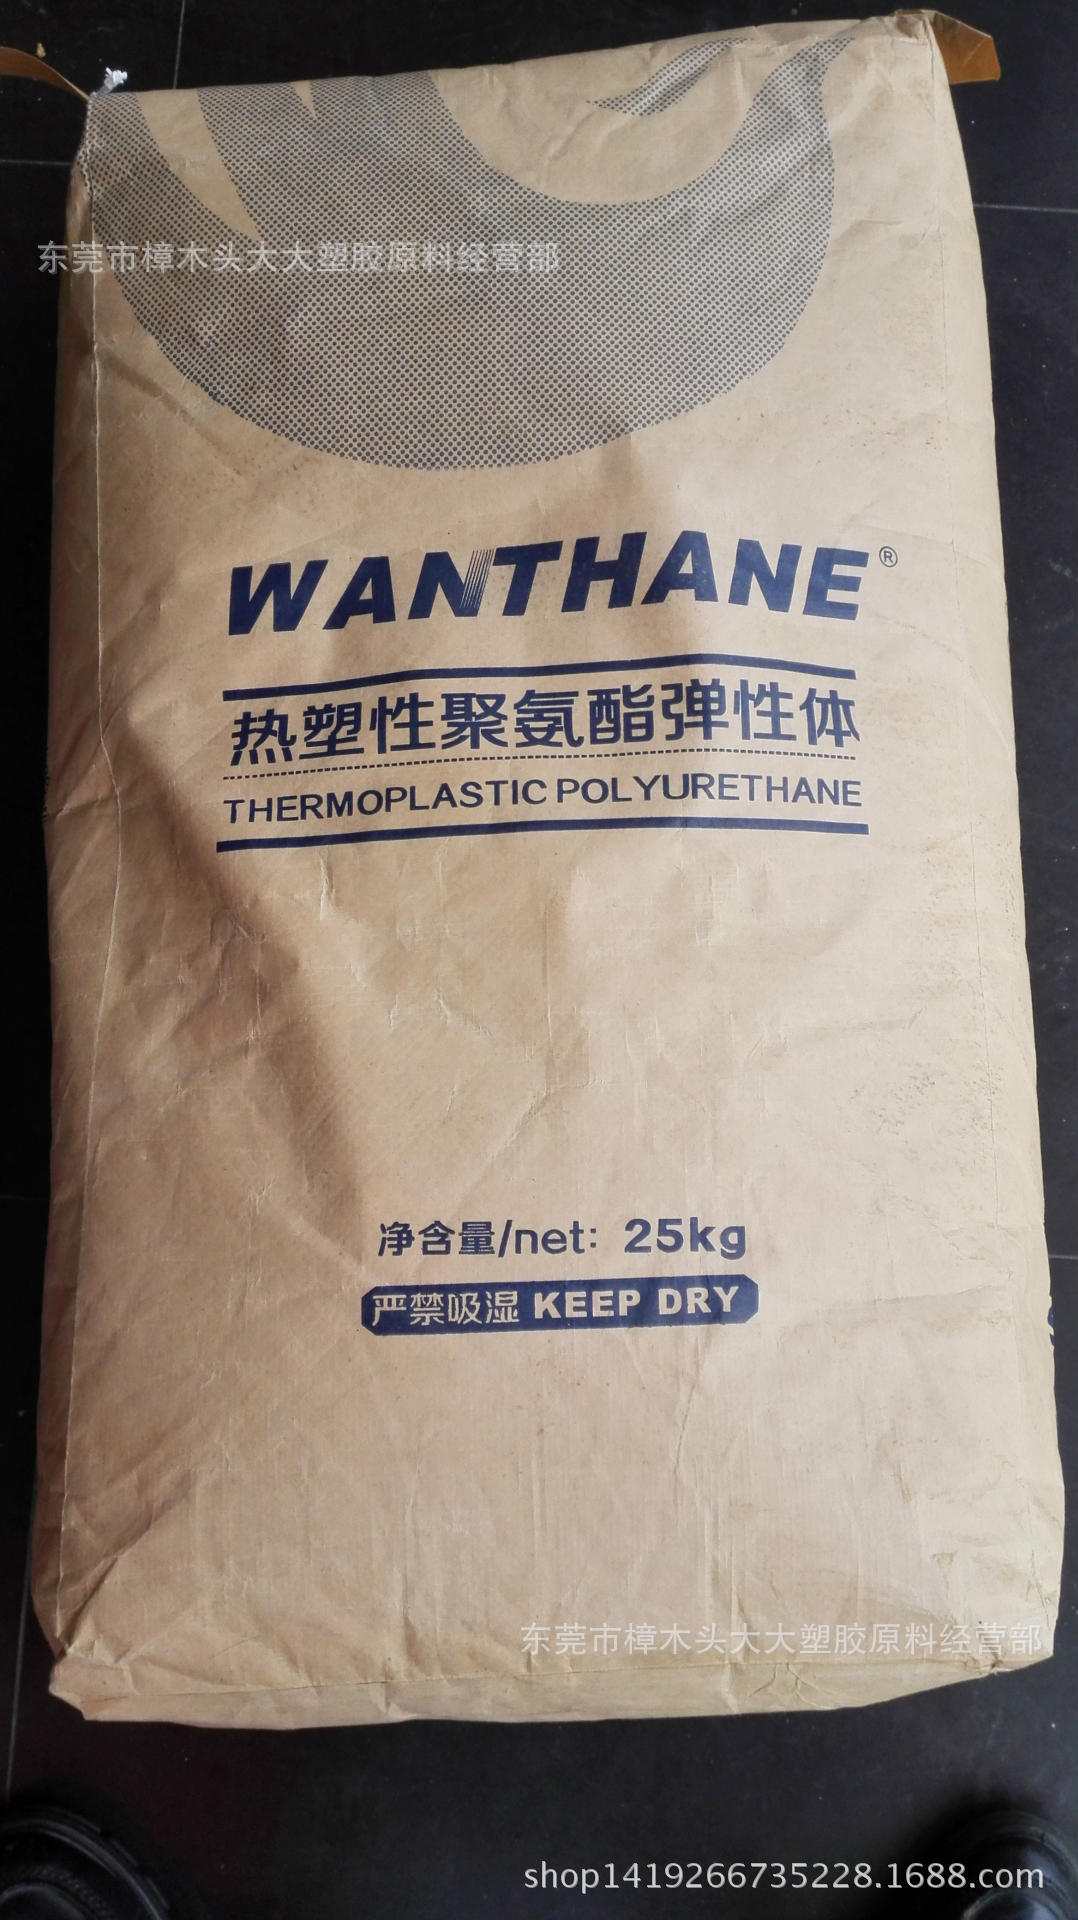 东莞市樟木头大大塑胶原料经营部
WANTHANE®
热塑性聚氨酯弹性体
THERMOPLASTIC POLYURETHANE
净含量/net: 25kg
严禁吸湿 KEEP DRY
东莞市樟木头大大塑胶原料经营部
shop1419266735228.1688.com